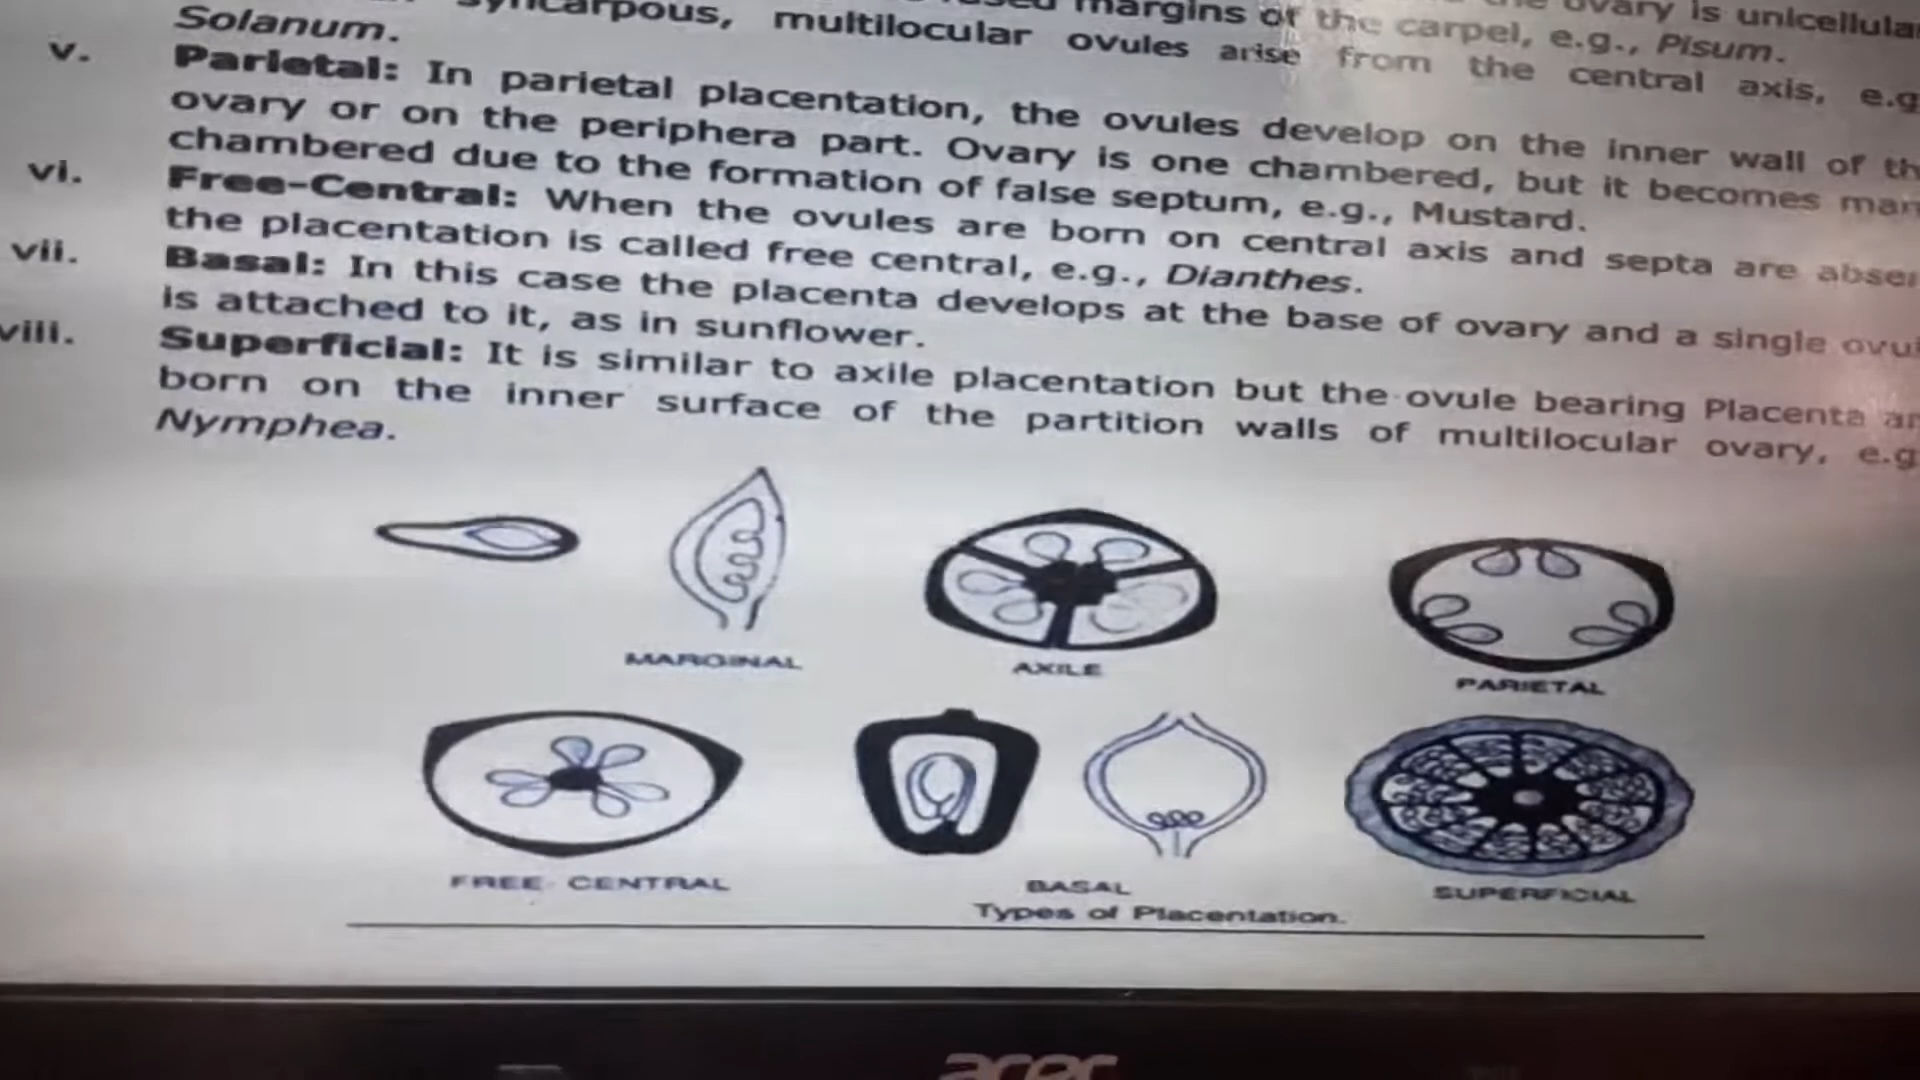 the ovary is unicellular
margins of the carpel, e.g., Pisum.
syncarpous, multilocular ovules arise from the central axis, e.g
Solanum.
v. Parietal: In parietal placentation, the ovules develop on the inner wall of th
ovary or on the periphera part. Ovary is one chambered, but it becomes man
chambered due to the formation of false septum, e.g., Mustard.
vi. Free-Central: When the ovules are born on central axis and septa are absen
the placentation is called free central, e.g., Dianthes.
vii. Basal: In this case the placenta develops at the base of ovary and a single ovul
is attached to it, as in sunflower.
viii. Superficial: It is similar to axile placentation but the ovule bearing Placenta ar
born on the inner surface of the partition walls of multilocular ovary, e.g
Nymphea.
MARGINAL
AXILE
PARIETAL
FREE CENTRAL
BASAL
SUPERFICIAL
Types of Placentation.
acer